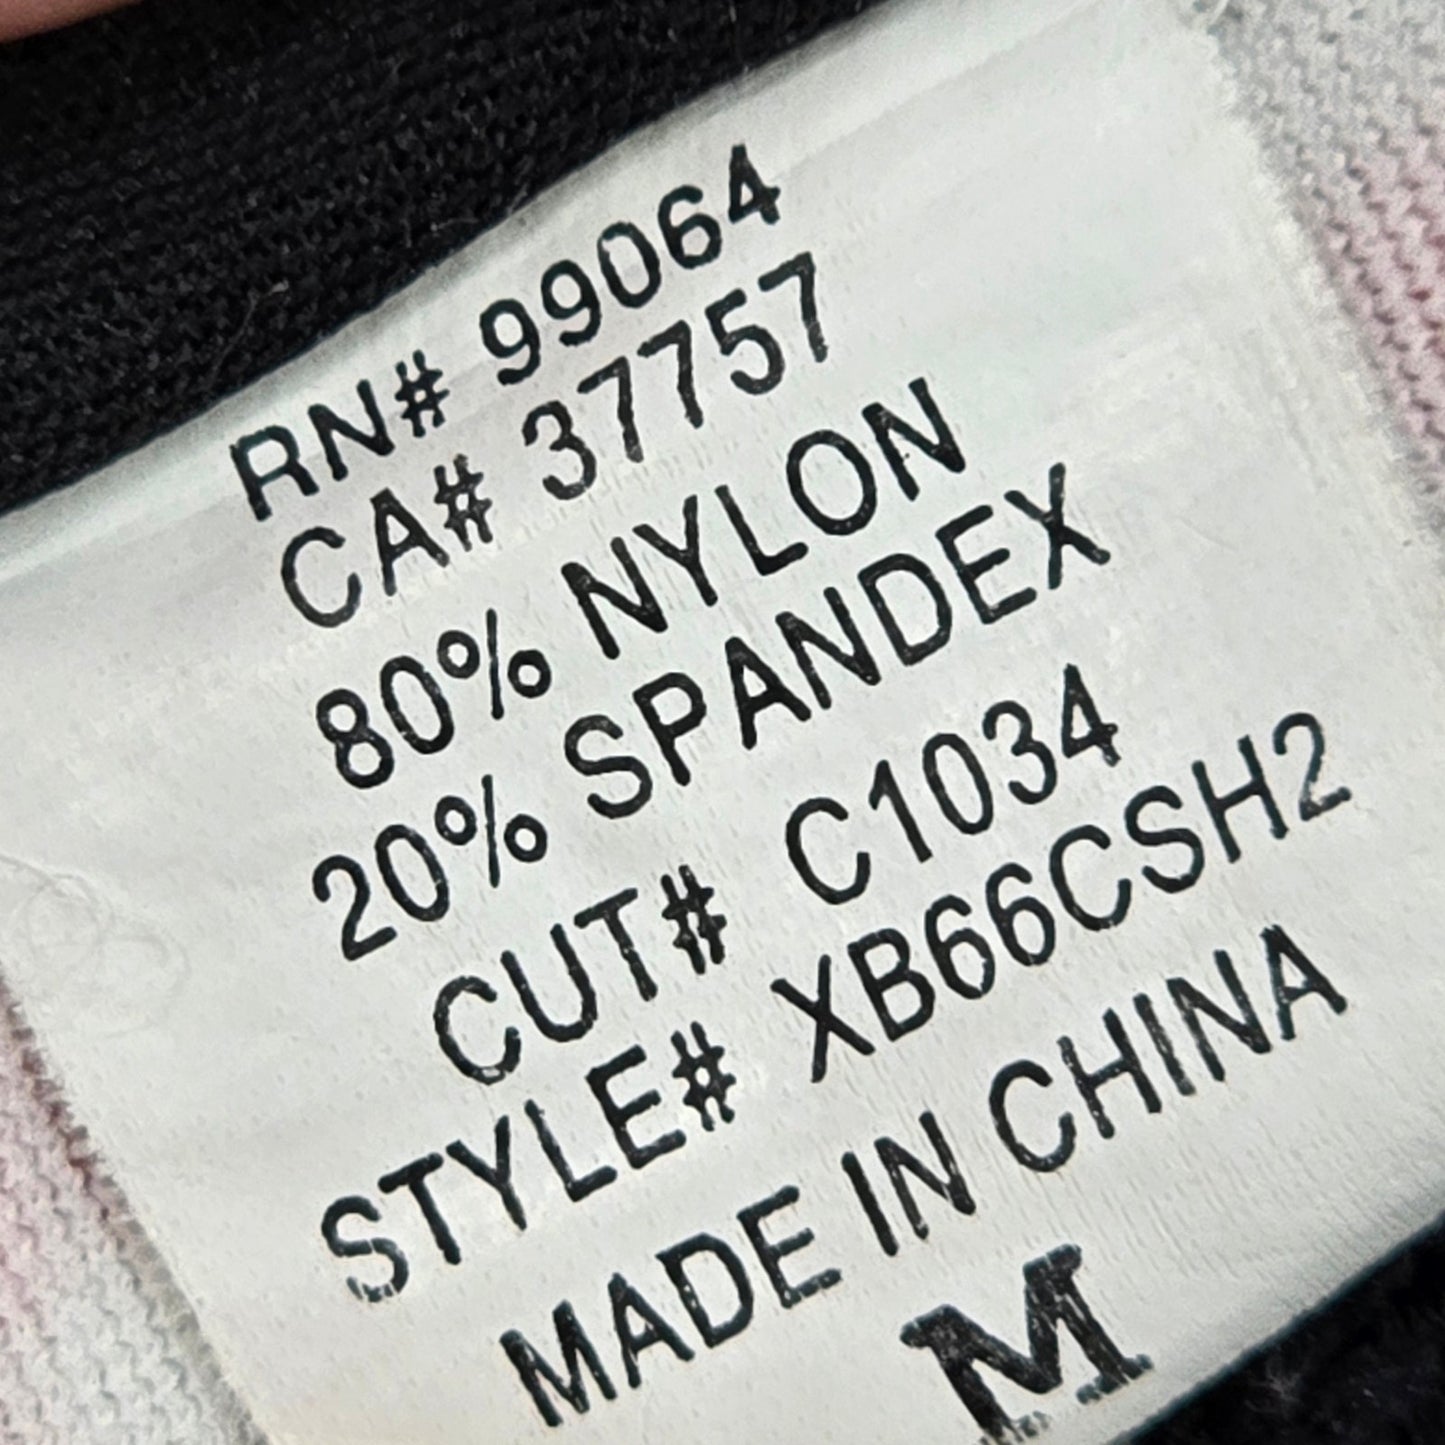 RN# 99064
CA# 37757
80% NYLON
20% SPANDEX
CUT# C1034
STYLE# XB66CSH2
MADE IN CHINA
M